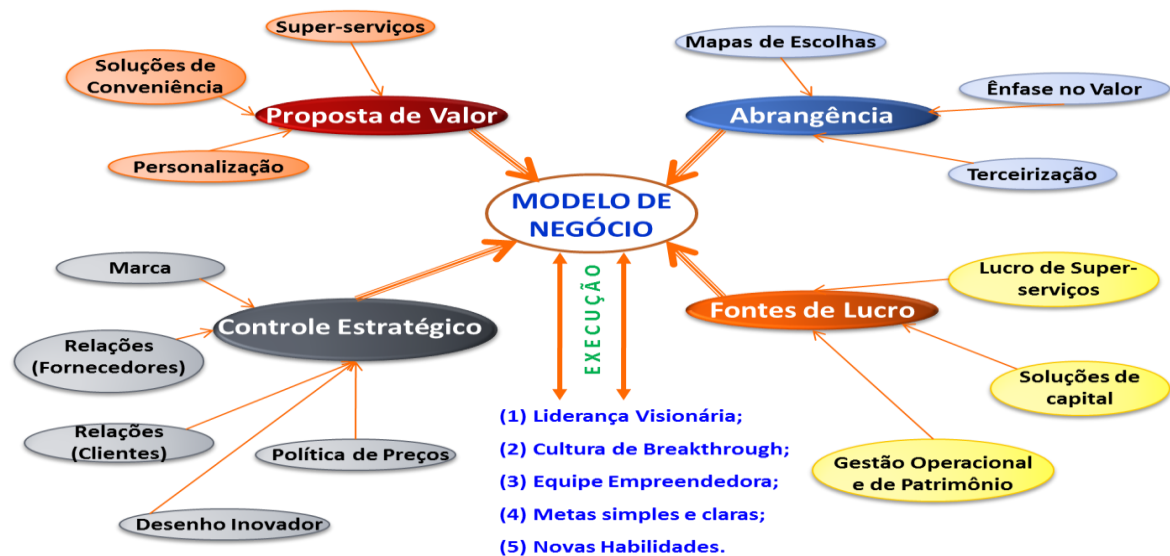 Super-serviços
Soluções de
Conveniência
Proposta de Valor
Personalização
Mapas de Escolhas
Ênfase no Valor
Abrangência
Terceirização
MODELO DE
NEGÓCIO
Marca
Controle Estratégico
Relações
(Fornecedores)
Relações
(Clientes)
Política de Preços
Desenho Inovador
Lucro de Super-
serviços
Fontes de Lucro
Soluções de
capital
Gestão Operacional
e de Patrimônio
EXECUÇÃO
(1) Liderança Visionária;
(2) Cultura de Breakthrough;
(3) Equipe Empreendedora;
(4) Metas simples e claras;
(5) Novas Habilidades.